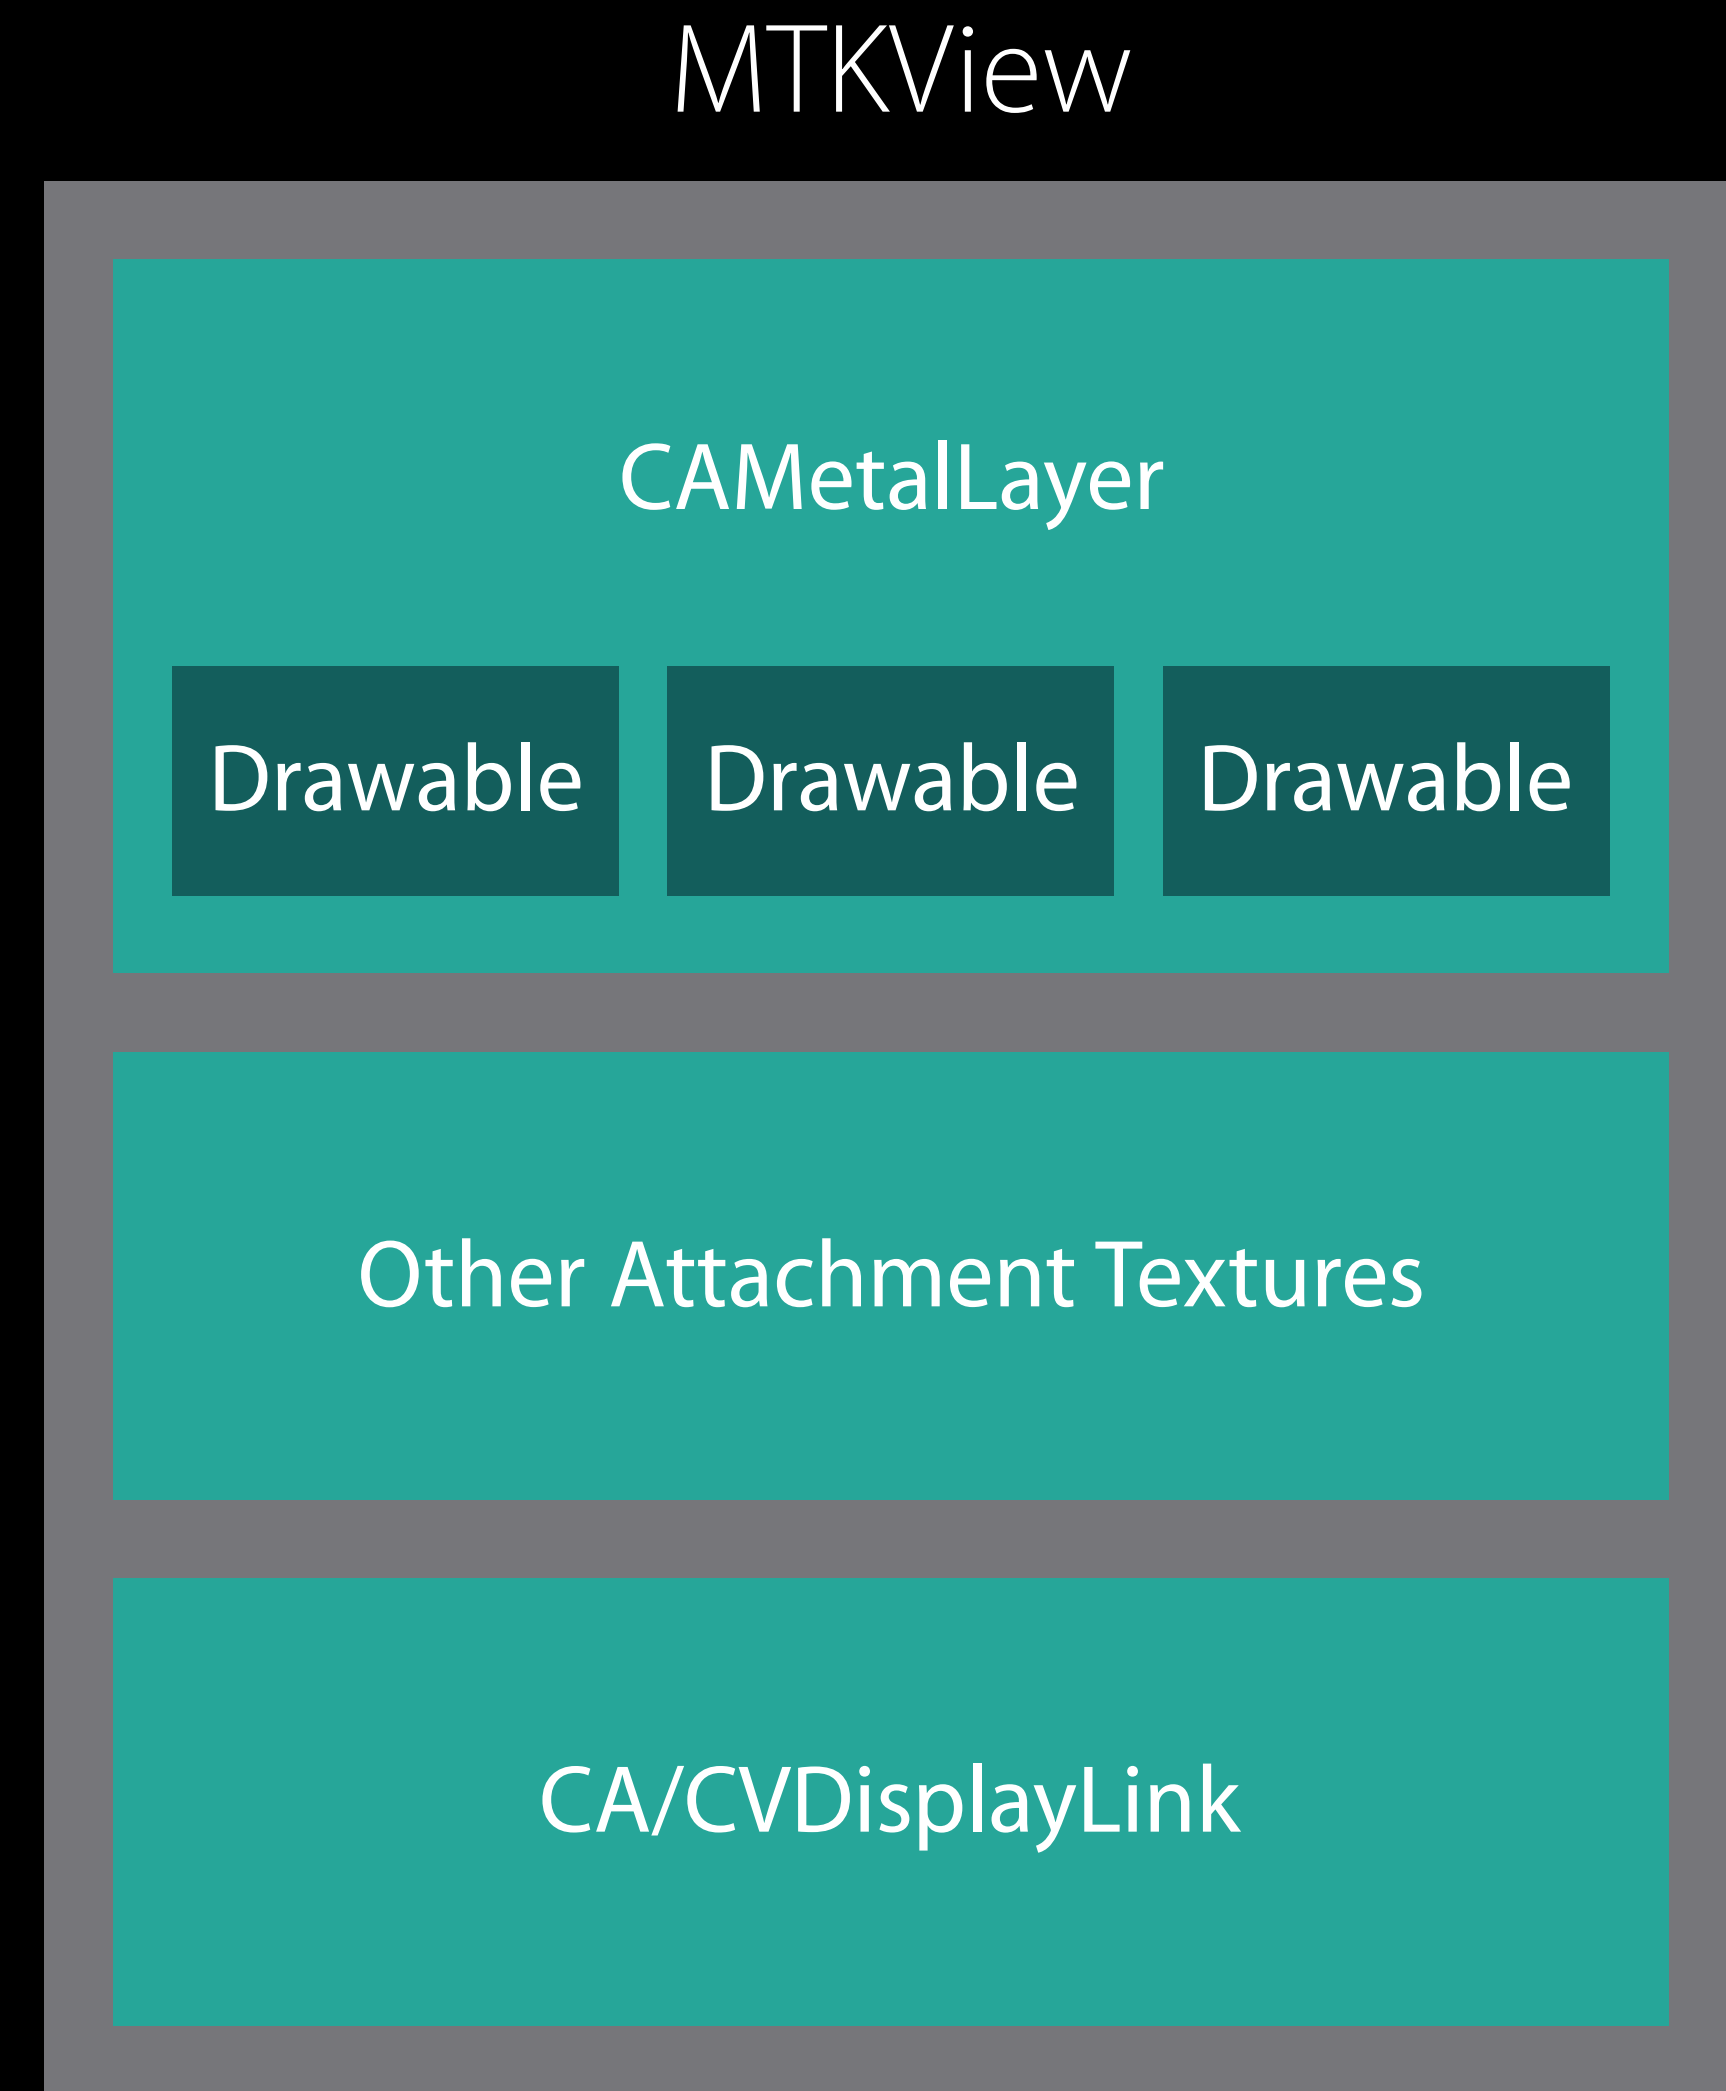 MTKView
CAMetalLayer
Drawable Drawable Drawable
Other Attachment Textures
CA/CVDisplayLink